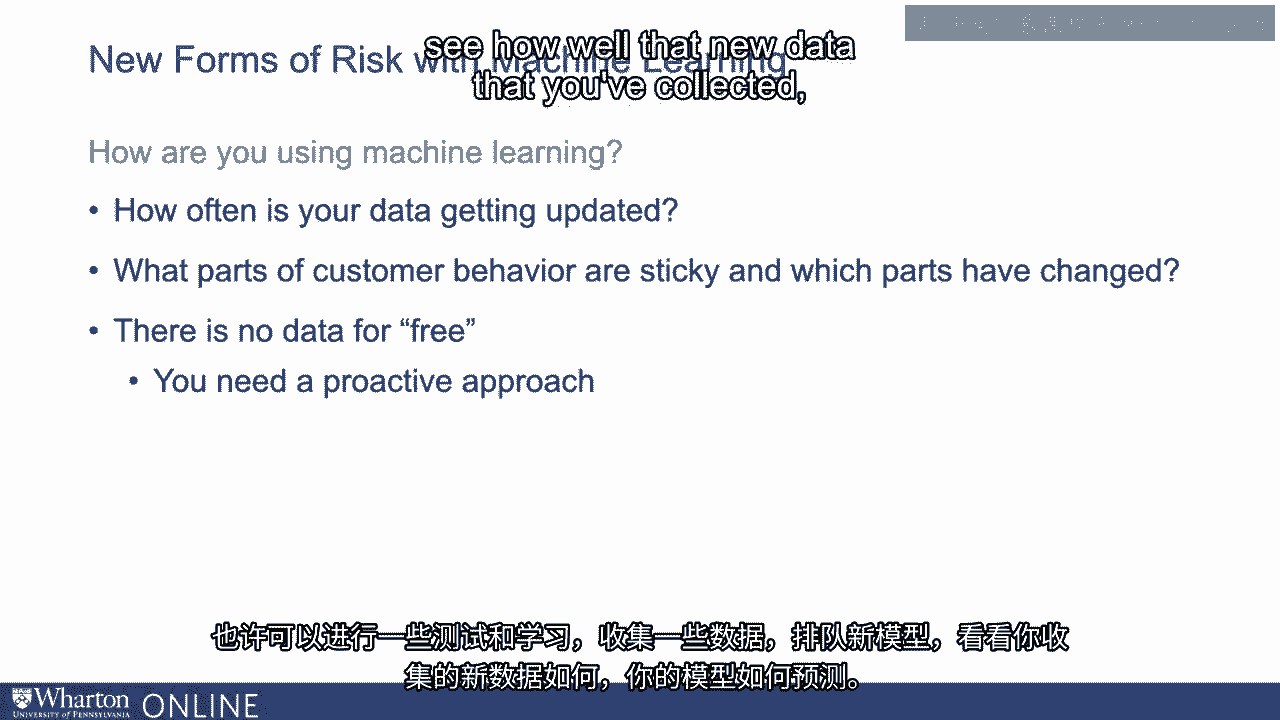 New Forms of Risk with Machine Learning
see how well that new data
that you've collected,
How are you using machine learning?
• How often is your data getting updated?
• What parts of customer behavior are sticky and which parts have changed?
• There is no data for “free”
• You need a proactive approach
也许可以进行一些测试和学习，收集一些数据，排队新模型，看看你收
集的新数据如何，你的模型如何预测。
Wharton ONLINE
UNIVERSITY of PENNSYLVANIA